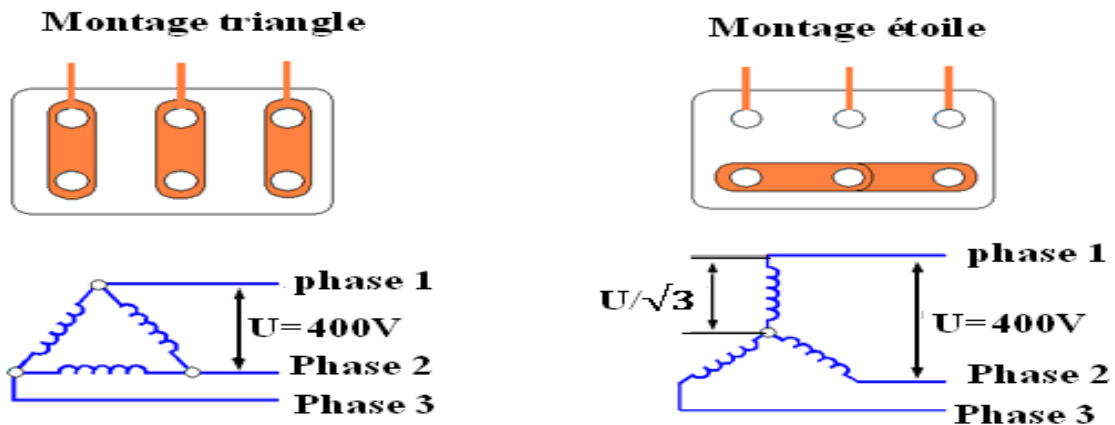 Montage triangle
phase 1
U=400V
Phase 2
Phase 3
Montage étoile
phase 1
U/√3
U=400V
Phase 2
Phase 3